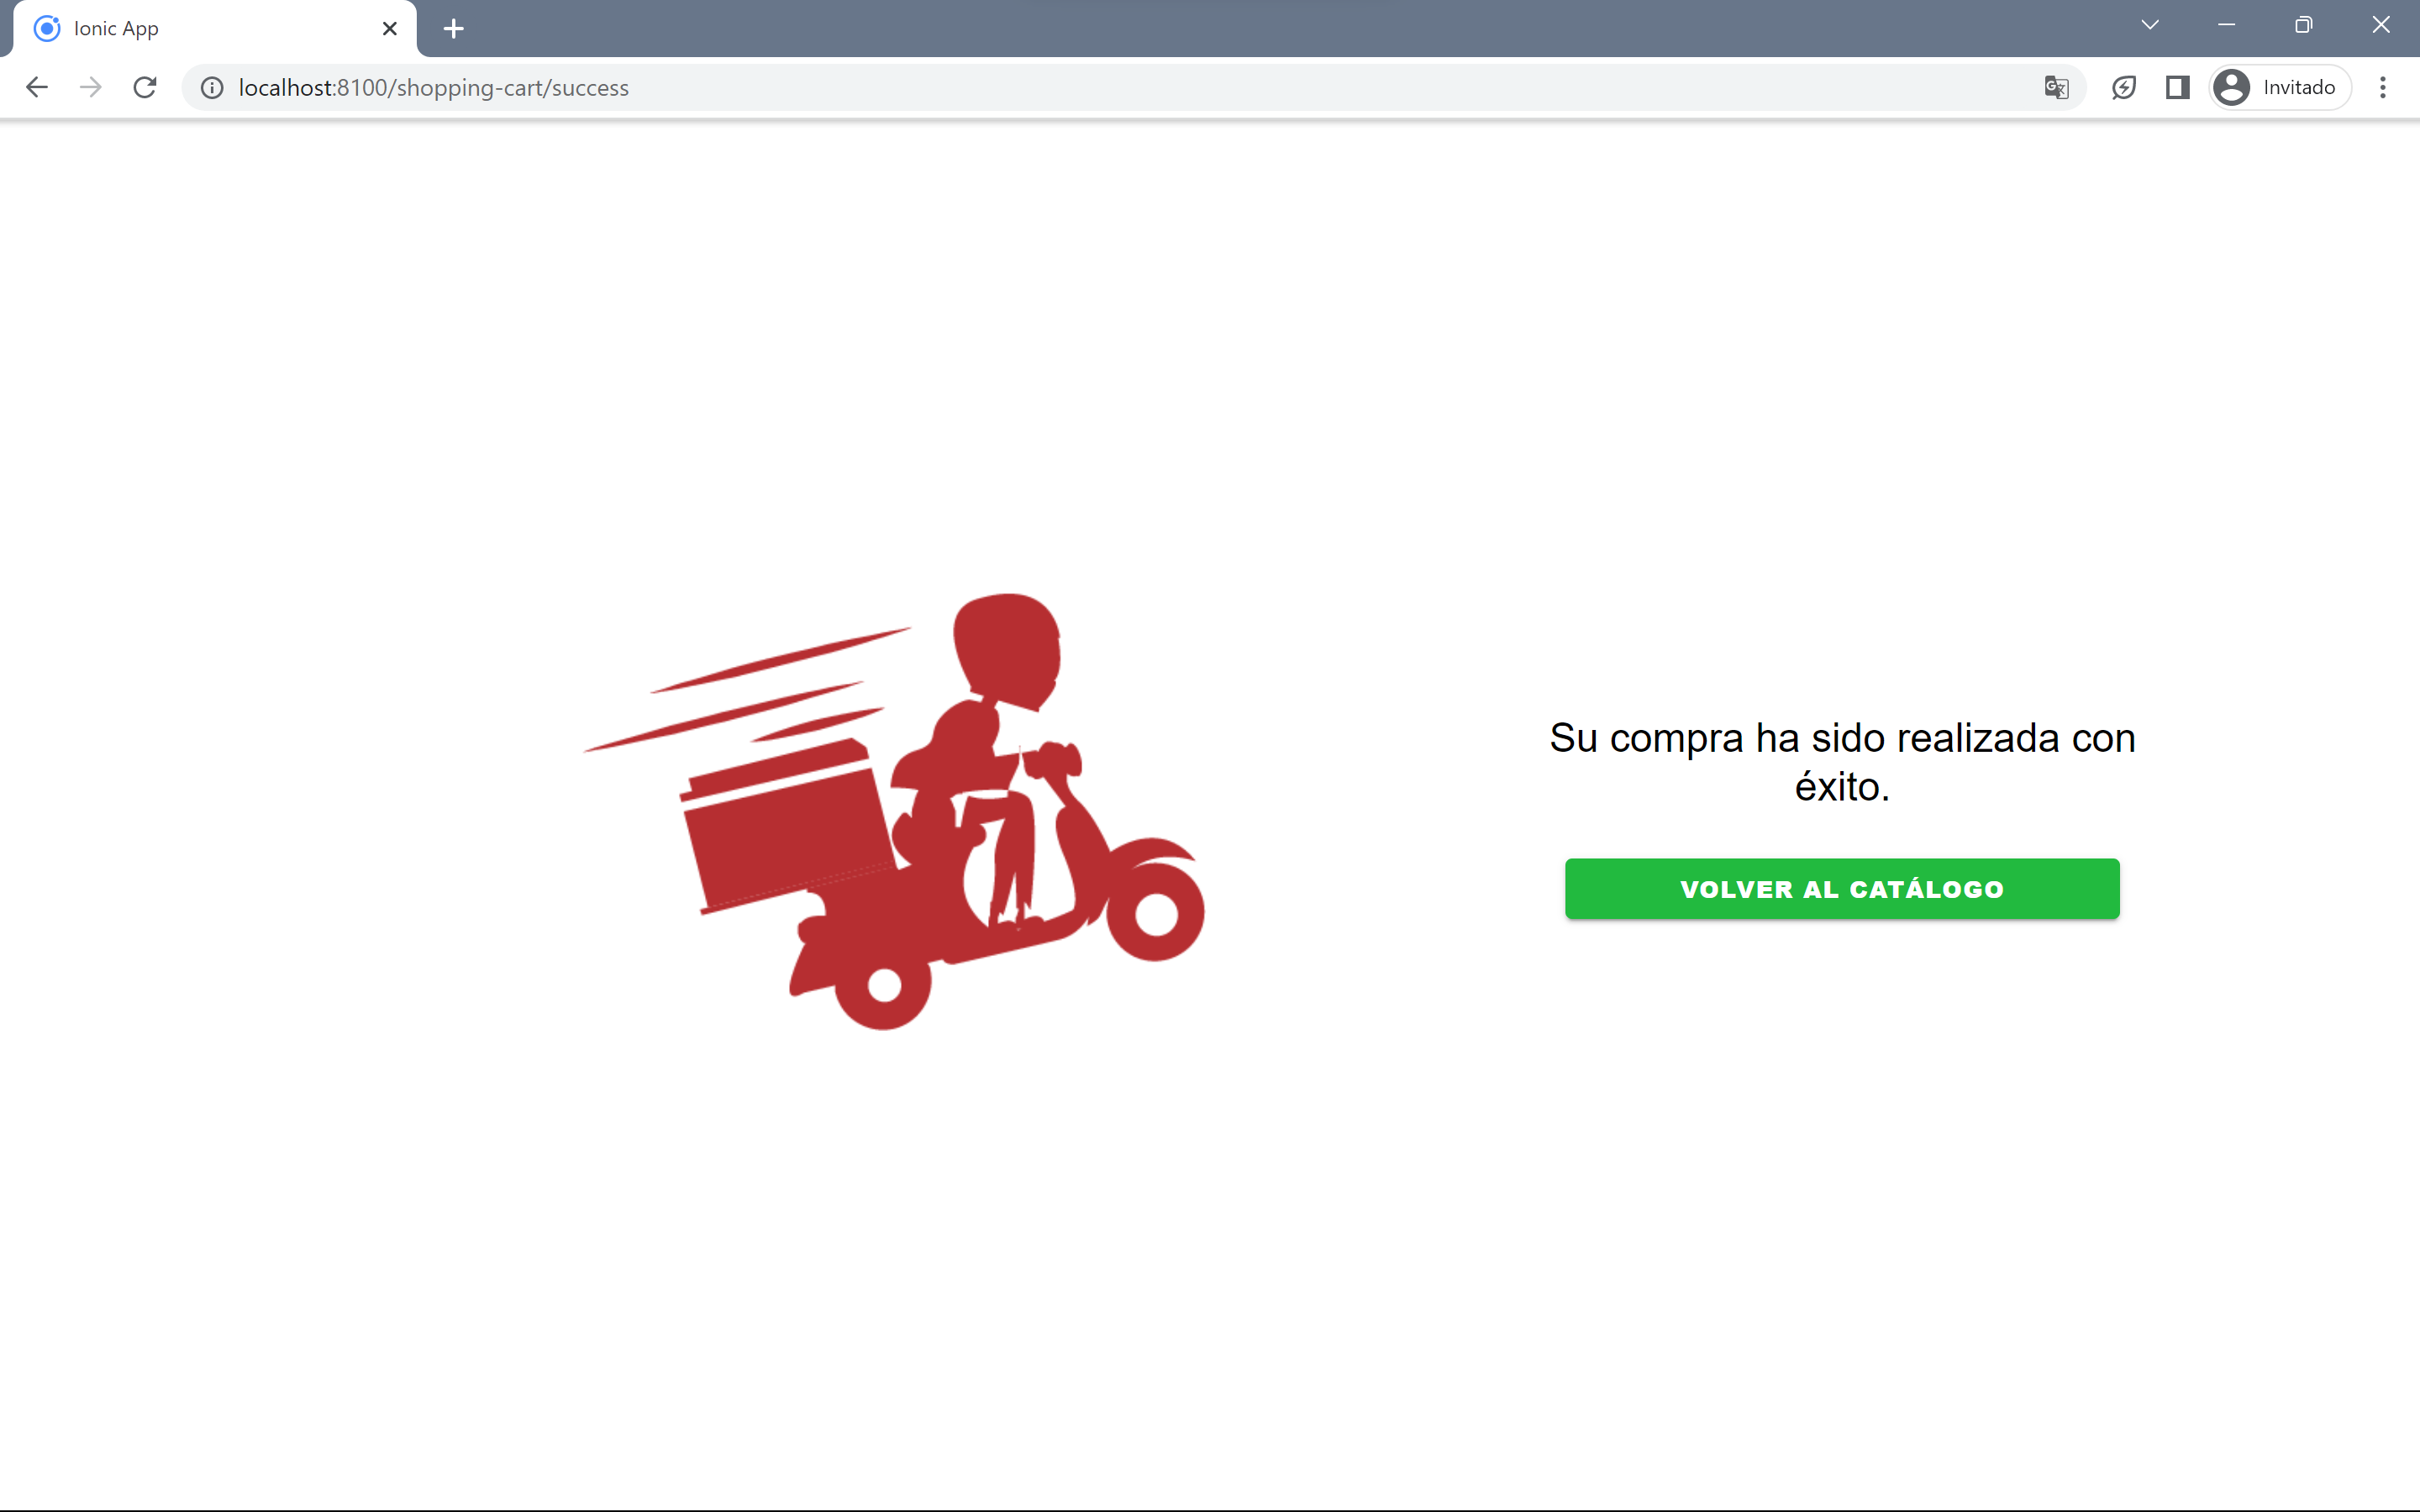 Ionic App
localhost:8100/shopping-cart/success
Invitado
Su compra ha sido realizada con
éxito.
VOLVER AL CATÁLOGO